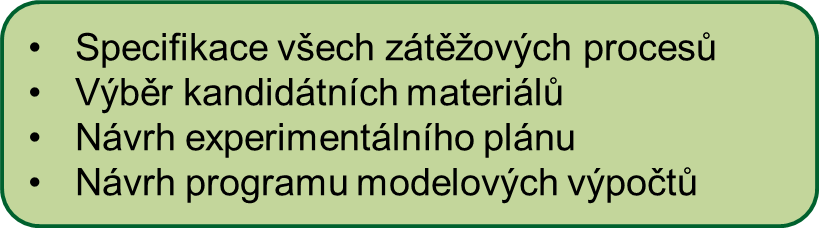 • Specifikace všech zátěžových procesů
• Výběr kandidátních materiálů
• Návrh experimentálního plánu
• Návrh programu modelových výpočtů